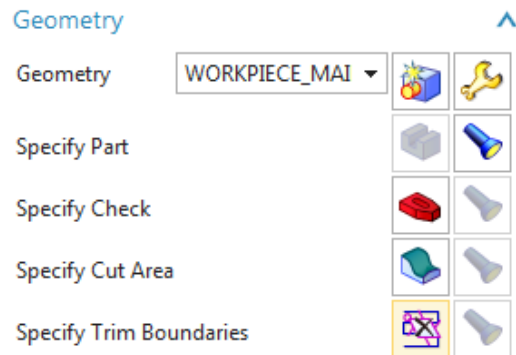 Geometry
Geometry WORKPIECE_MAI
Specify Part
Specify Check
Specify Cut Area
Specify Trim Boundaries